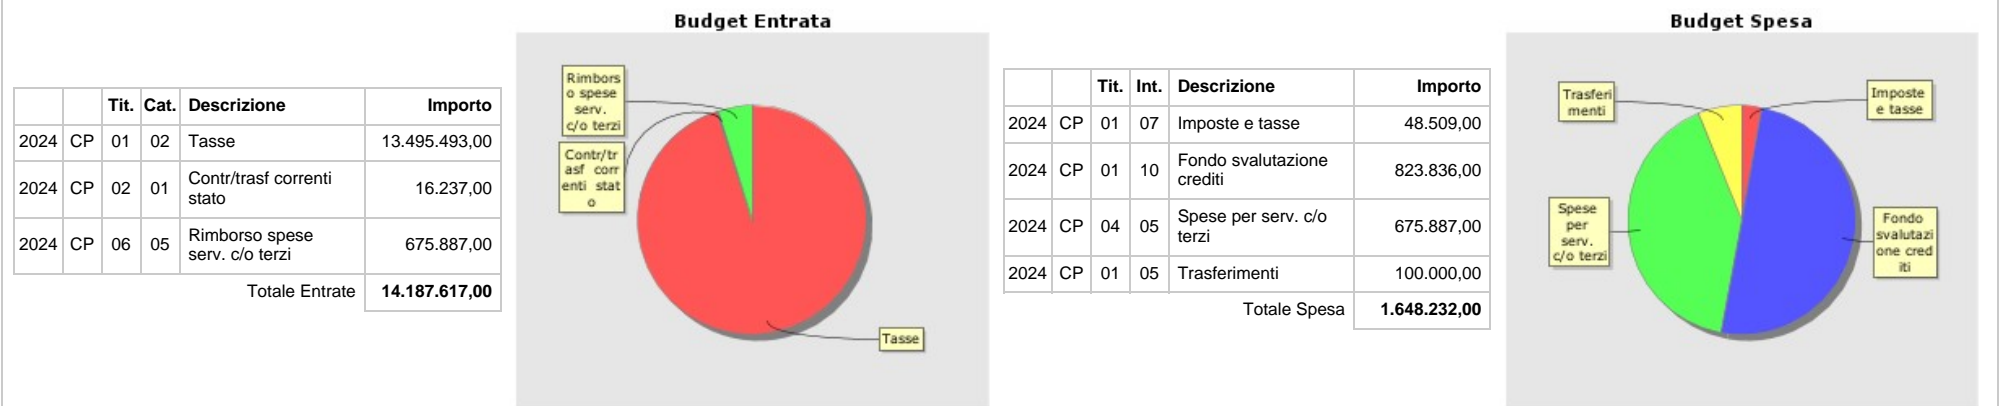 Tit. Cat. Descrizione Importo
2024 CP 01 02 Tasse 13.495.493,00
2024 CP 02 01 Contr/trasf correnti
stato 16.237,00
2024 CP 06 05 Rimborso spese
serv. c/o terzi 675.887,00
Totale Entrate 14.187.617,00
Budget Entrata
Rimbors
o spese
serv.
c/o terzi
Contr/tr
asf corr
enti stat
o
Tasse
Tit. Int. Descrizione Importo
2024 CP 01 07 Imposte e tasse 48.509,00
2024 CP 01 10 Fondo svalutazione
crediti 823.836,00
2024 CP 04 05 Spese per serv. c/o
terzi 675.887,00
2024 CP 01 05 Trasferimenti 100.000,00
Totale Spesa 1.648.232,00
Budget Spesa
Trasferi
menti
Imposte
e tasse
Spese
per
serv.
c/o terzi
Fondo
svalutazi
one cred
iti